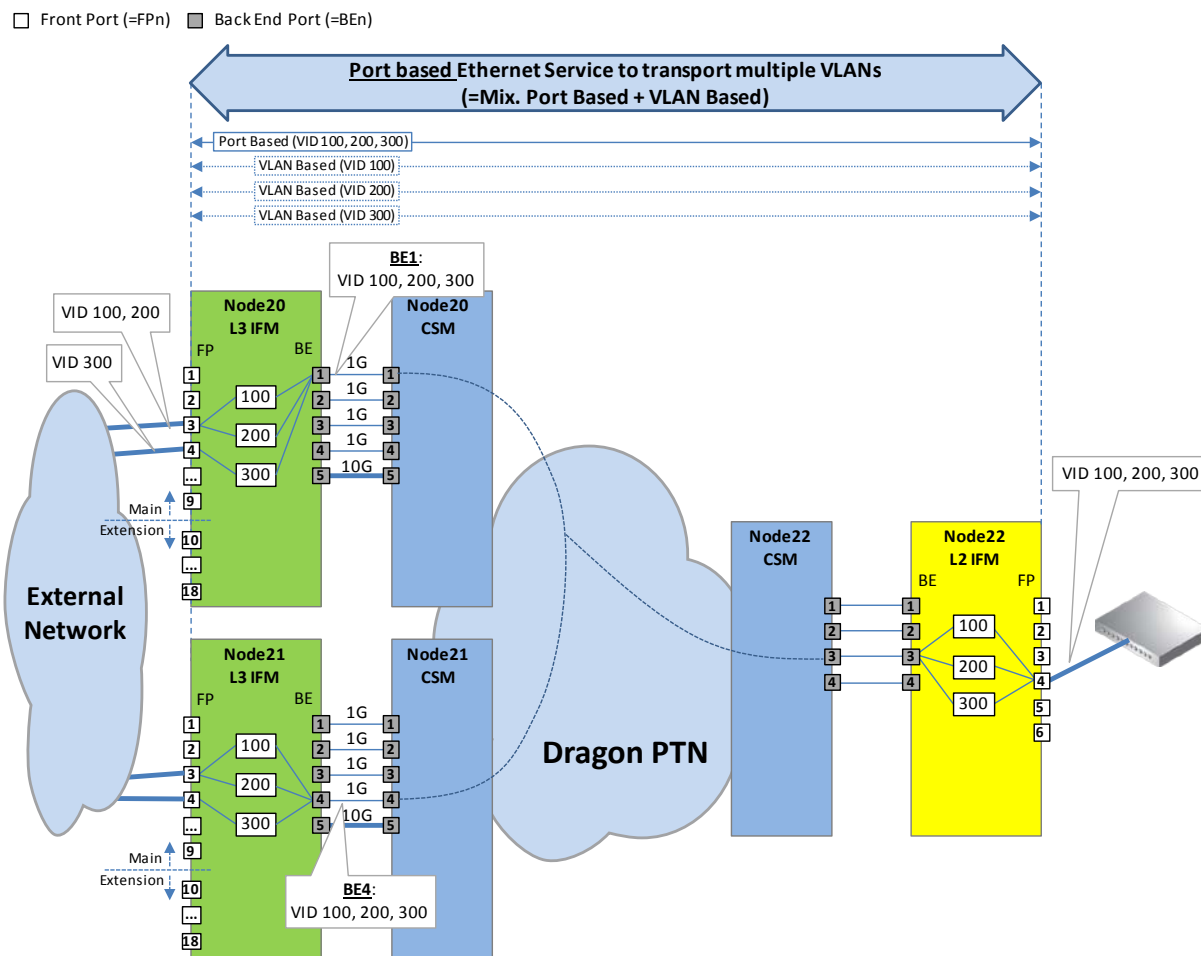 Front Port (=FPn) Back End Port (=BEn)
Port based Ethernet Service to transport multiple VLANs
(=Mix. Port Based + VLAN Based)
Port Based (VID 100, 200, 300)
VLAN Based (VID 100)
VLAN Based (VID 200)
VLAN Based (VID 300)
BE1:
VID 100, 200, 300
VID 100, 200
VID 300
Node20
L3 IFM
FP BE
1
2
3
4
...
9
Main
Extension
10
...
18
100
200
300
1
2
3
4
5
1G
1G
1G
1G
10G
Node20
CSM
1
2
3
4
5
External
Network
Node21
L3 IFM
FP BE
1
2
3
4
...
9
Main
Extension
10
...
18
100
200
300
1
2
3
4
5
1G
1G
1G
1G
10G
BE4:
VID 100, 200, 300
Node21
CSM
1
2
3
4
5
Dragon PTN
Node22
CSM
1
2
3
4
Node22
L2 IFM
BE FP
1
2
3
4
100
200
300
1
2
3
4
5
6
VID 100, 200, 300